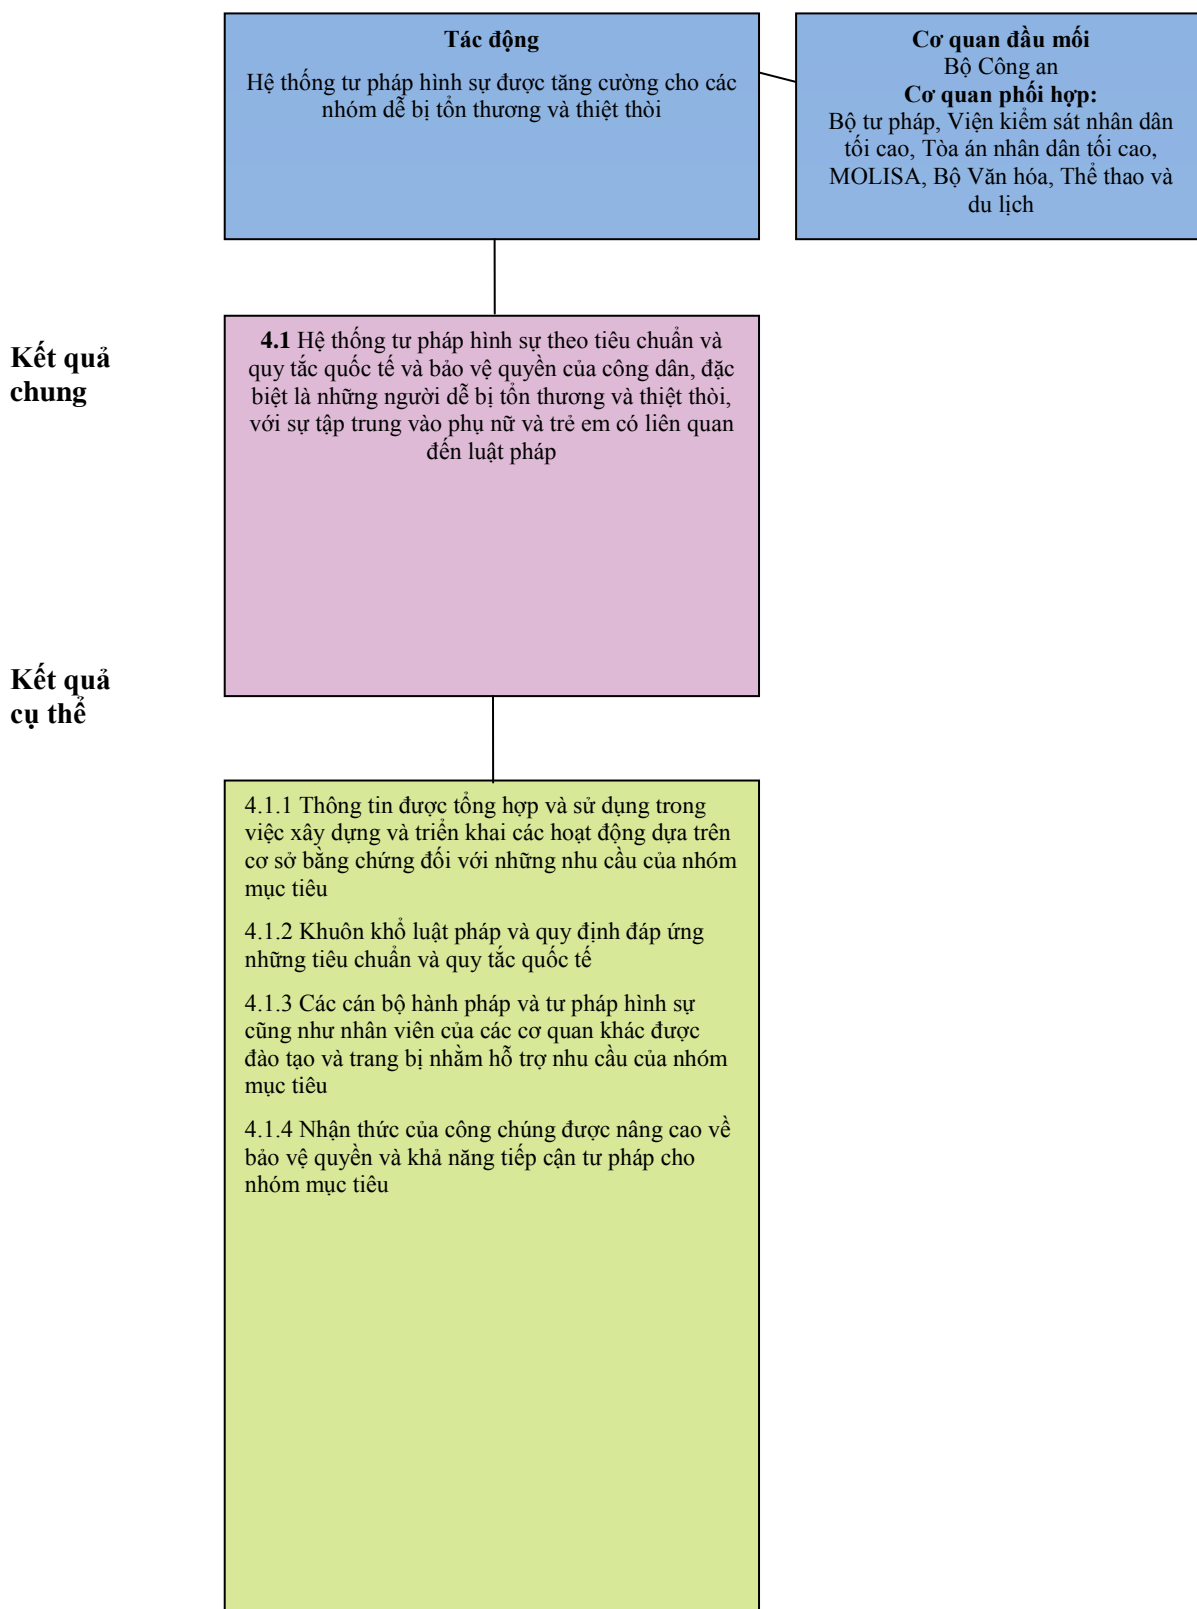 Tác động
Hệ thống tư pháp hình sự được tăng cường cho các
nhóm dễ bị tổn thương và thiệt thòi
Cơ quan đầu mối
Bộ Công an
Cơ quan phối hợp:
Bộ tư pháp, Viện kiểm sát nhân dân
tối cao, Tòa án nhân dân tối cao,
MOLISA, Bộ Văn hóa, Thể thao và
du lịch
Kết quả
chung
4.1 Hệ thống tư pháp hình sự theo tiêu chuẩn và
quy tắc quốc tế và bảo vệ quyền của công dân, đặc
biệt là những người dễ bị tổn thương và thiệt thòi,
với sự tập trung vào phụ nữ và trẻ em có liên quan
đến luật pháp
Kết quả
cụ thể
4.1.1 Thông tin được tổng hợp và sử dụng trong
việc xây dựng và triển khai các hoạt động dựa trên
cơ sở bằng chứng đối với những nhu cầu của nhóm
mục tiêu
4.1.2 Khuôn khổ luật pháp và quy định đáp ứng
những tiêu chuẩn và quy tắc quốc tế
4.1.3 Các cán bộ hành pháp và tư pháp hình sự
cũng như nhân viên của các cơ quan khác được
đào tạo và trang bị nhằm hỗ trợ nhu cầu của nhóm
mục tiêu
4.1.4 Nhận thức của công chúng được nâng cao về
bảo vệ quyền và khả năng tiếp cận tư pháp cho
nhóm mục tiêu